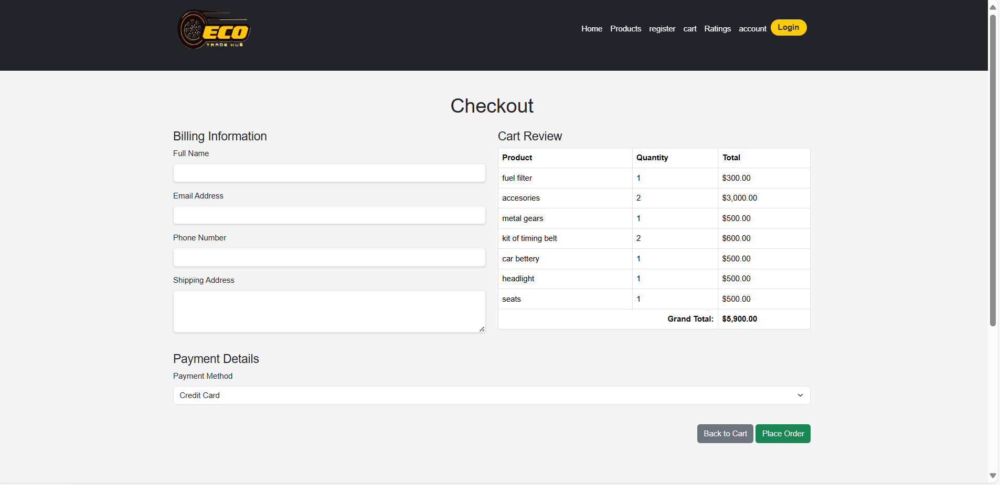 ECO
TRADE HUB
Home Products register cart Ratings account Login
Checkout
Billing Information
Full Name
Email Address
Phone Number
Shipping Address
Cart Review
Product Quantity Total
fuel filter 1 $300.00
accesories 2 $3,000.00
metal gears 1 $500.00
kit of timing belt 2 $600.00
car bettery 1 $500.00
headlight 1 $500.00
seats 1 $500.00
Grand Total: $5,900.00
Payment Details
Payment Method
Credit Card
Back to Cart Place Order